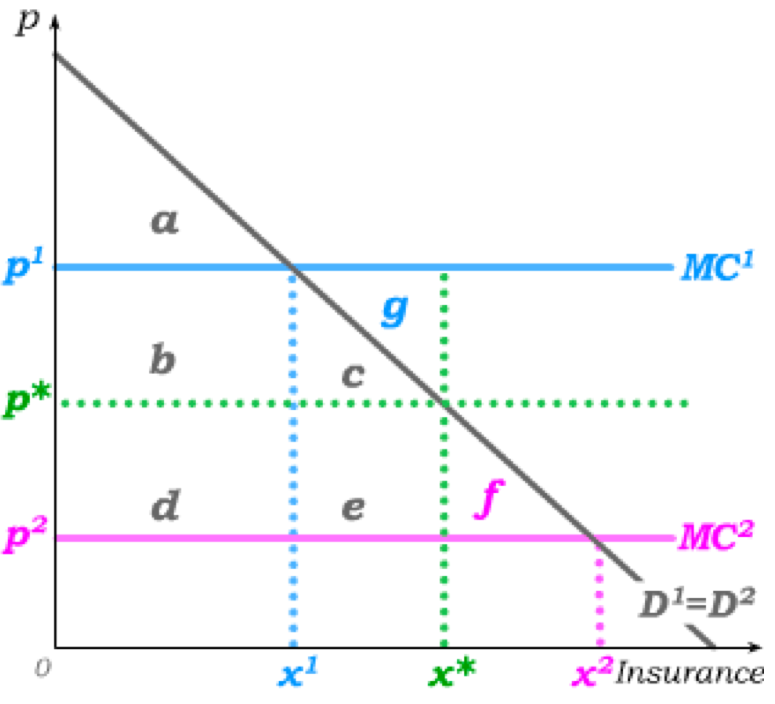 p
a
p¹ MC¹
g
b
c
p*
f
d e
p² MC²
D¹=D²
0 x¹ x* x² Insurance